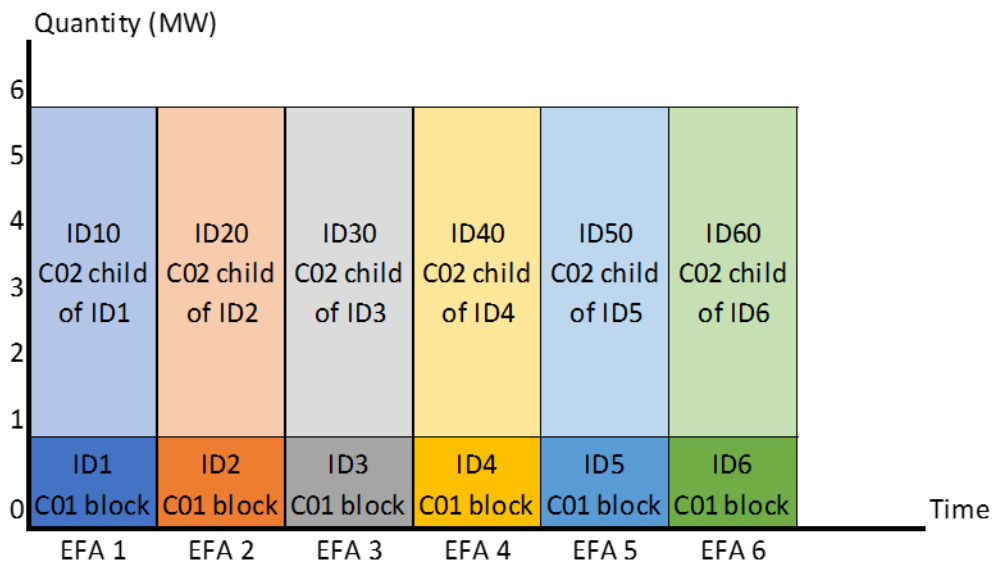 Quantity (MW)
6
5
4
3
2
1
0
ID10
C02 child
of ID1
ID20
C02 child
of ID2
ID30
C02 child
of ID3
ID40
C02 child
of ID4
ID50
C02 child
of ID5
ID60
C02 child
of ID6
ID1
C01 block
ID2
C01 block
ID3
C01 block
ID4
C01 block
ID5
C01 block
ID6
C01 block
Time
EFA 1
EFA 2
EFA 3
EFA 4
EFA 5
EFA 6